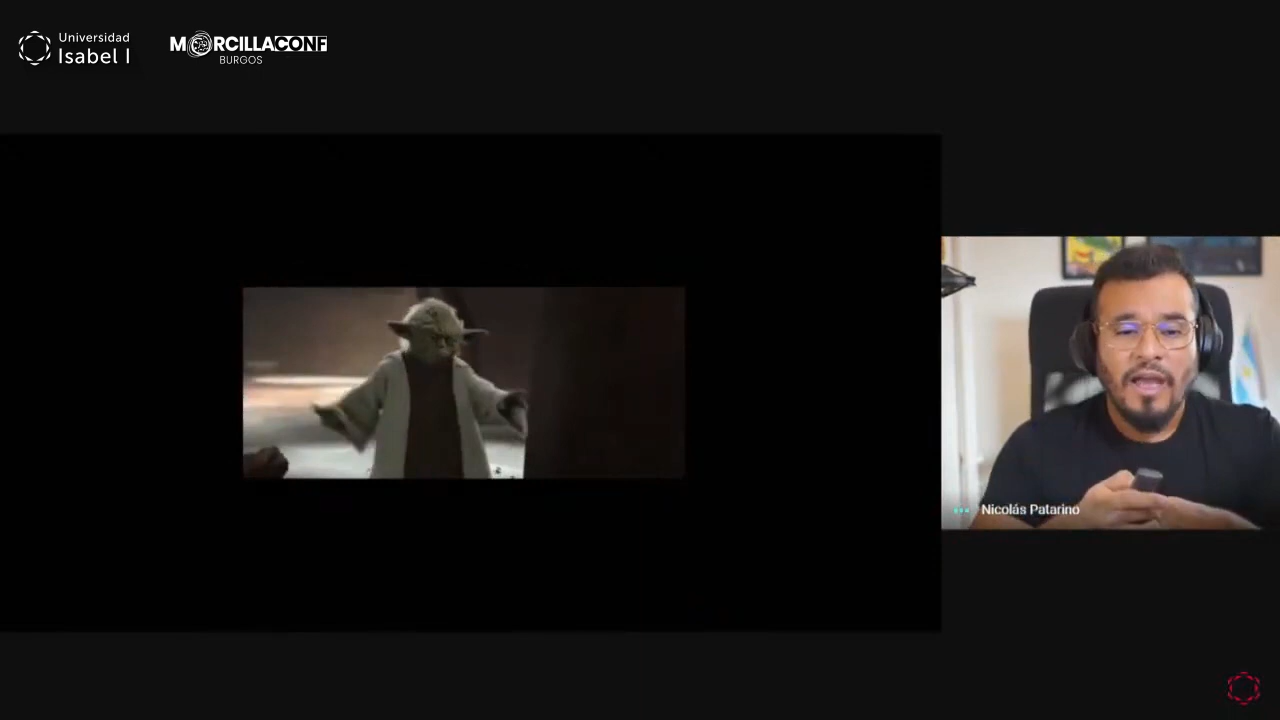 Universidad
Isabel I
MORCILLACONF
BURGOS
Nicolás Patarino